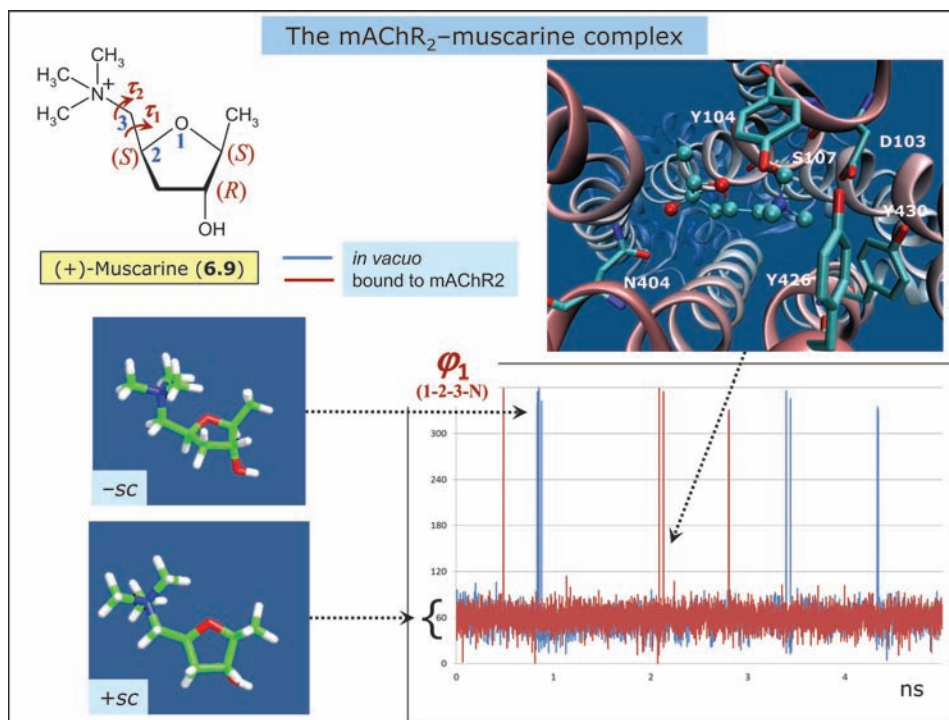 The mAChR2–muscarine complex
CH3
H3C
N+
H3C
τ2
τ1
3
O
CH3
1
2
(S)
(S)
(R)
OH
(+)-Muscarine (6.9)
in vacuo
bound to mAChR2
Y104
D103
S107
Y430
N404
Y426
–sc
+sc
φ1
(1-2-3-N)
300
240
180
120
{ 60
0
0 1 2 3 4
ns